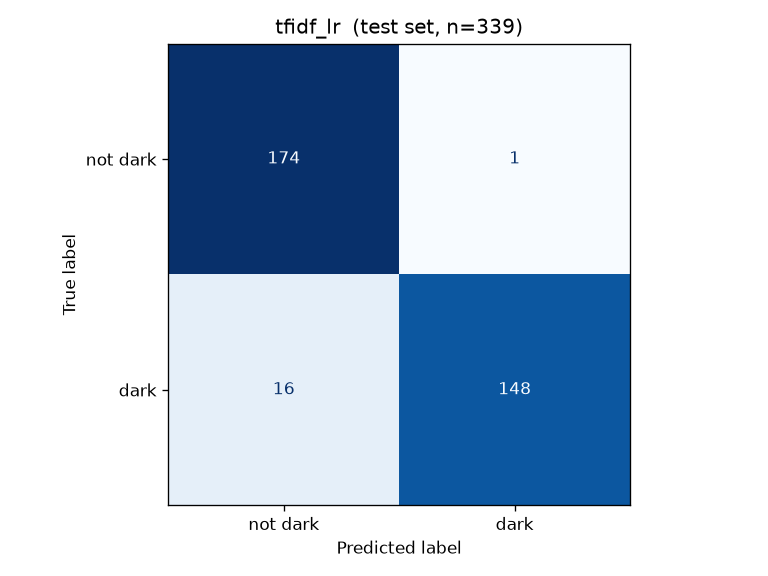 tfidf_lr  (test set, n=339)
True label
not dark
174
1
dark
16
148
not dark
dark
Predicted label